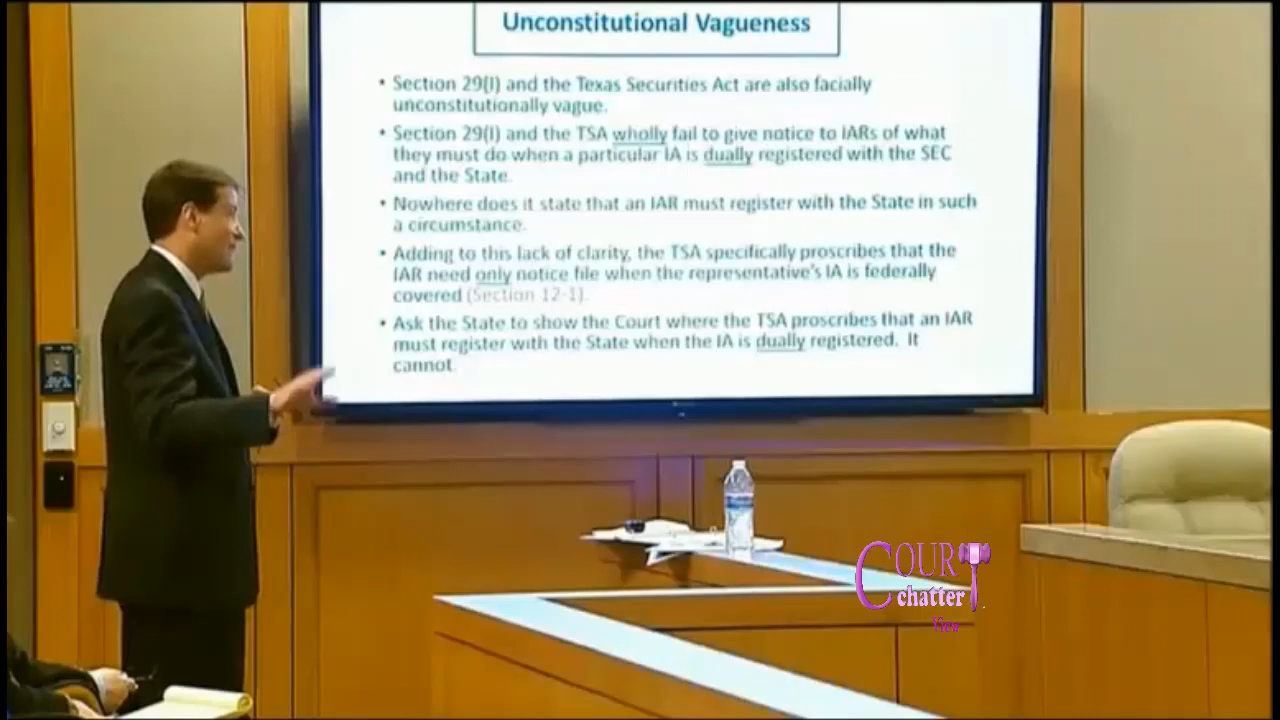 Unconstitutional Vagueness
• Section 29(I) and the Texas Securities Act are also facially
unconstitutionally vague.
• Section 29(I) and the TSA wholly fail to give notice to IARs of what
they must do when a particular IA is dually registered with the SEC
and the State.
• Nowhere does it state that an IAR must register with the State in such
a circumstance.
• Adding to this lack of clarity, the TSA specifically proscribes that the
IAR need only notice file when the representative's IA is federally
covered (Section 12-1).
• Ask the State to show the Court where the TSA proscribes that an IAR
must register with the State when the IA is dually registered. It
cannot.
COURT
chatter
View